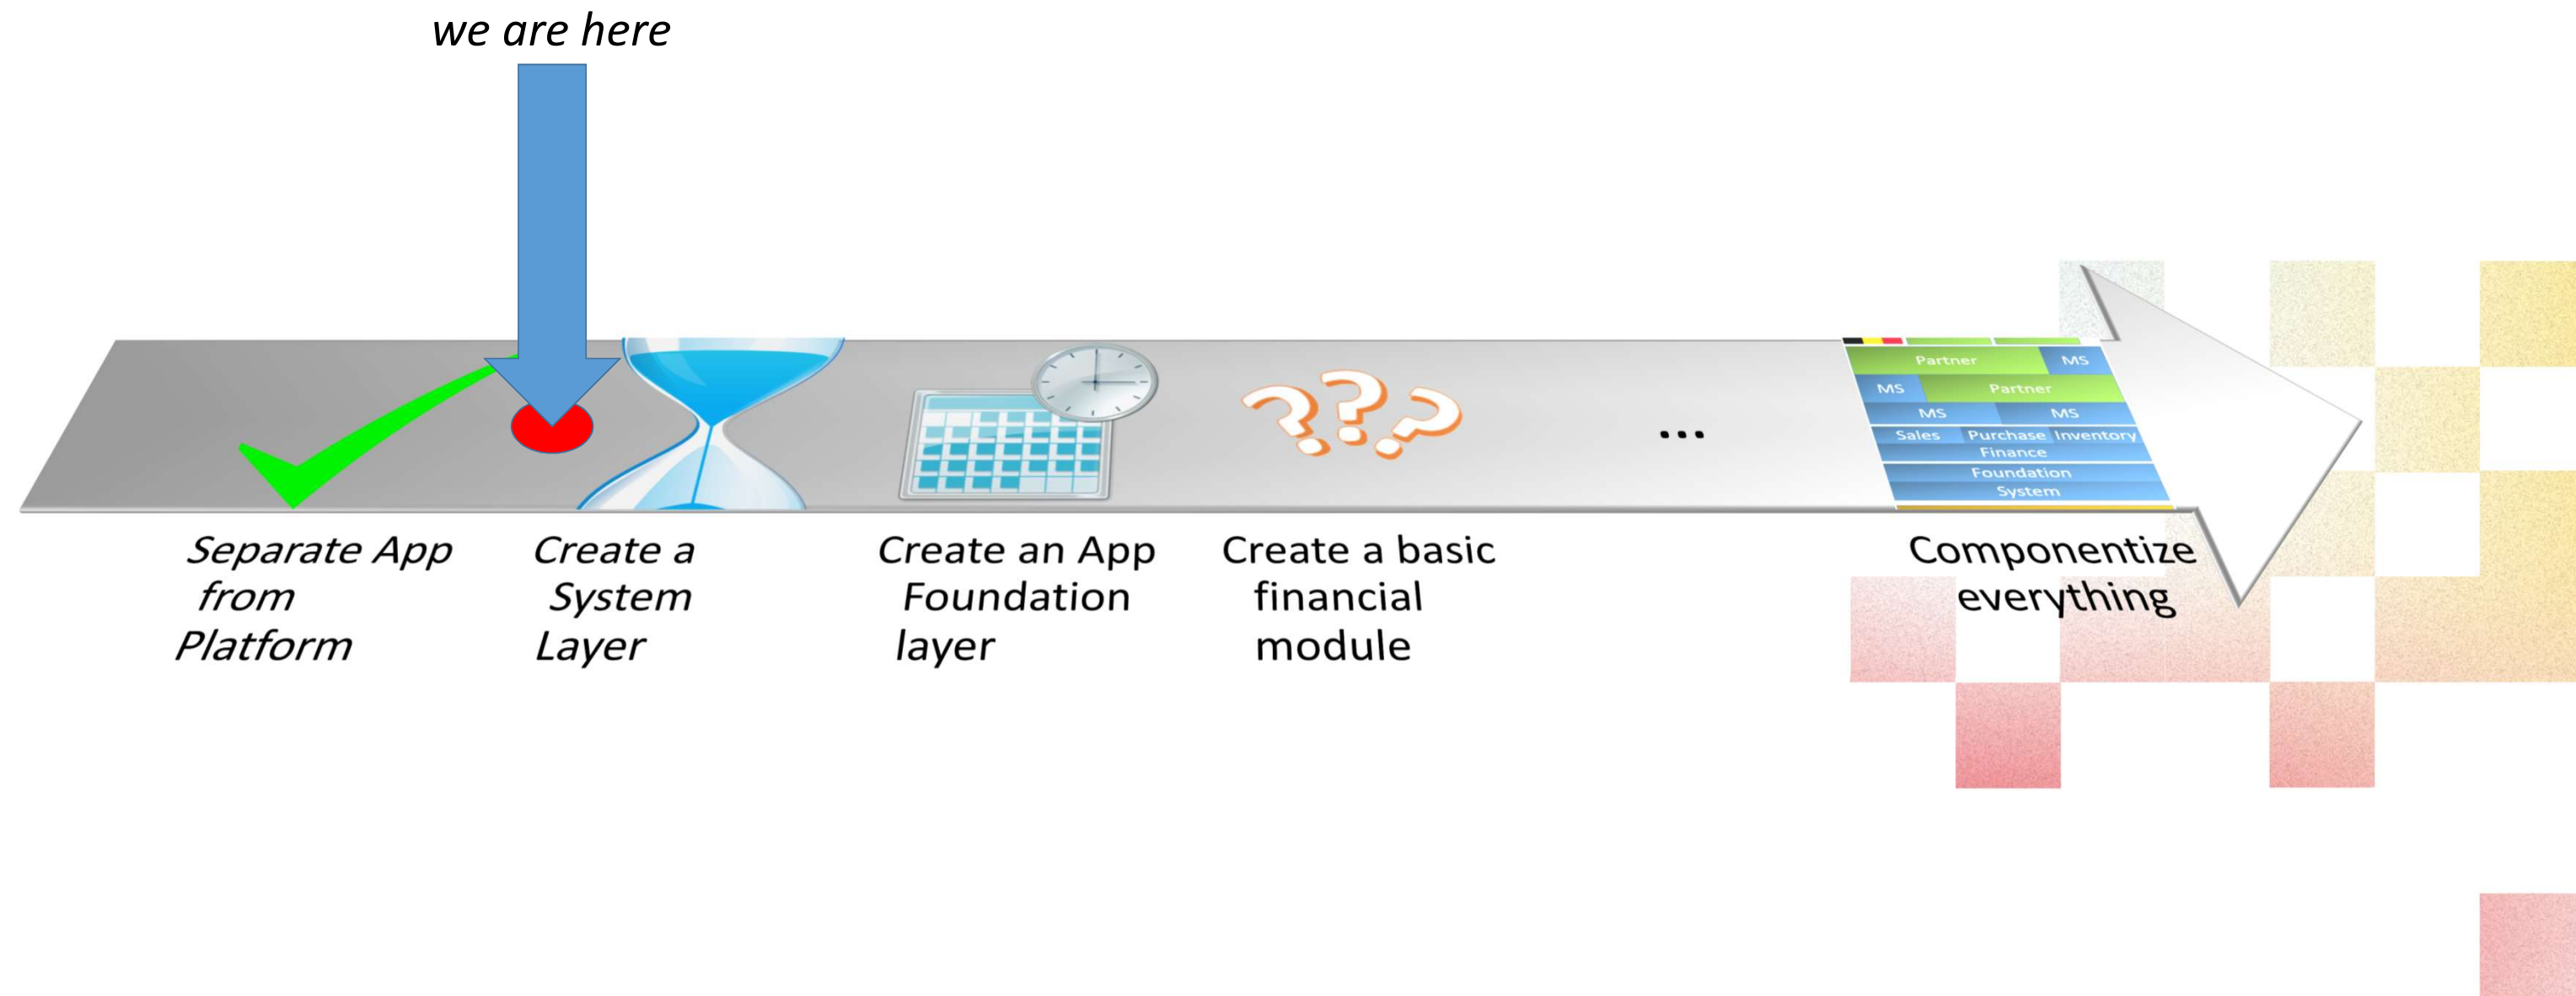 we are here
Partner MS
MS Partner
MS MS
Sales Purchase Inventory
Finance
Foundation
System
...
Separate App
from
Platform
Create a
System
Layer
Create an App
Foundation
layer
Create a basic
financial
module
Componentize
everything